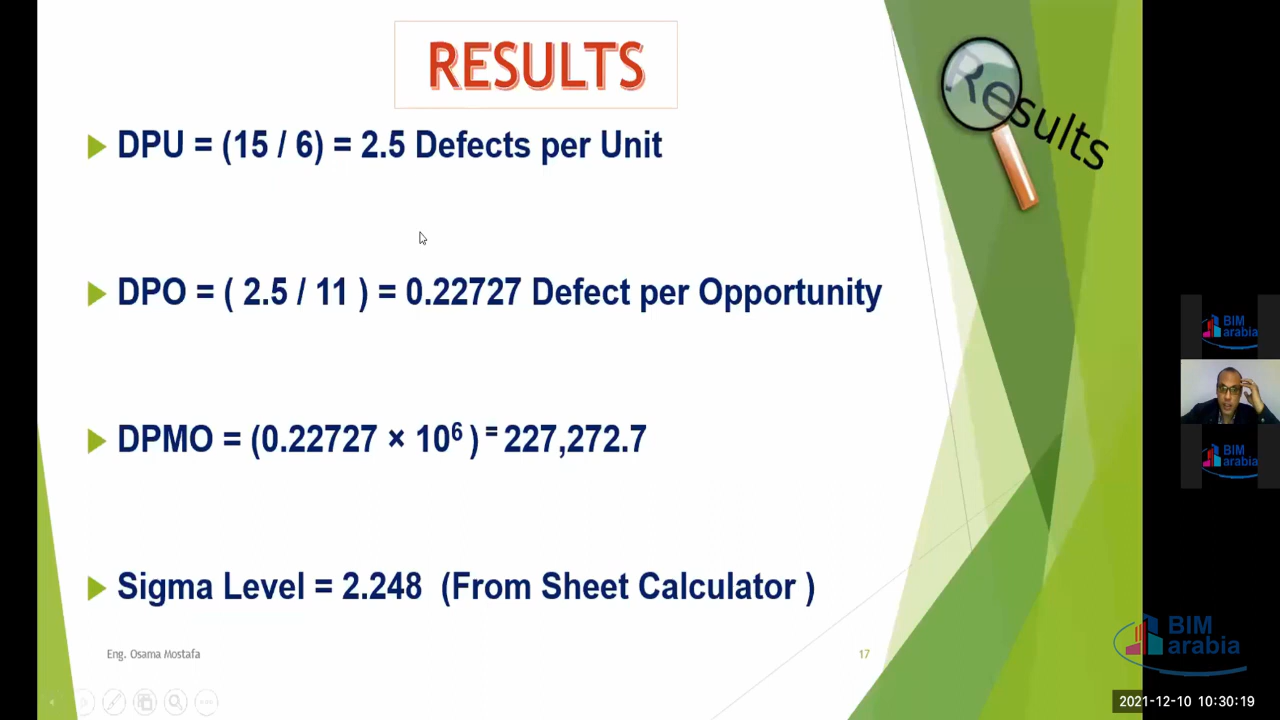 RESULTS
Results
DPU = (15 / 6) = 2.5 Defects per Unit
DPO = ( 2.5 / 11 ) = 0.22727 Defect per Opportunity
DPMO = (0.22727 × 10⁶ ) = 227,272.7
Sigma Level = 2.248 (From Sheet Calculator )
Eng. Osama Mostafa
17
BIM
arabia
BIM
arabia
BIM
arabia
2021-12-10 10:30:19